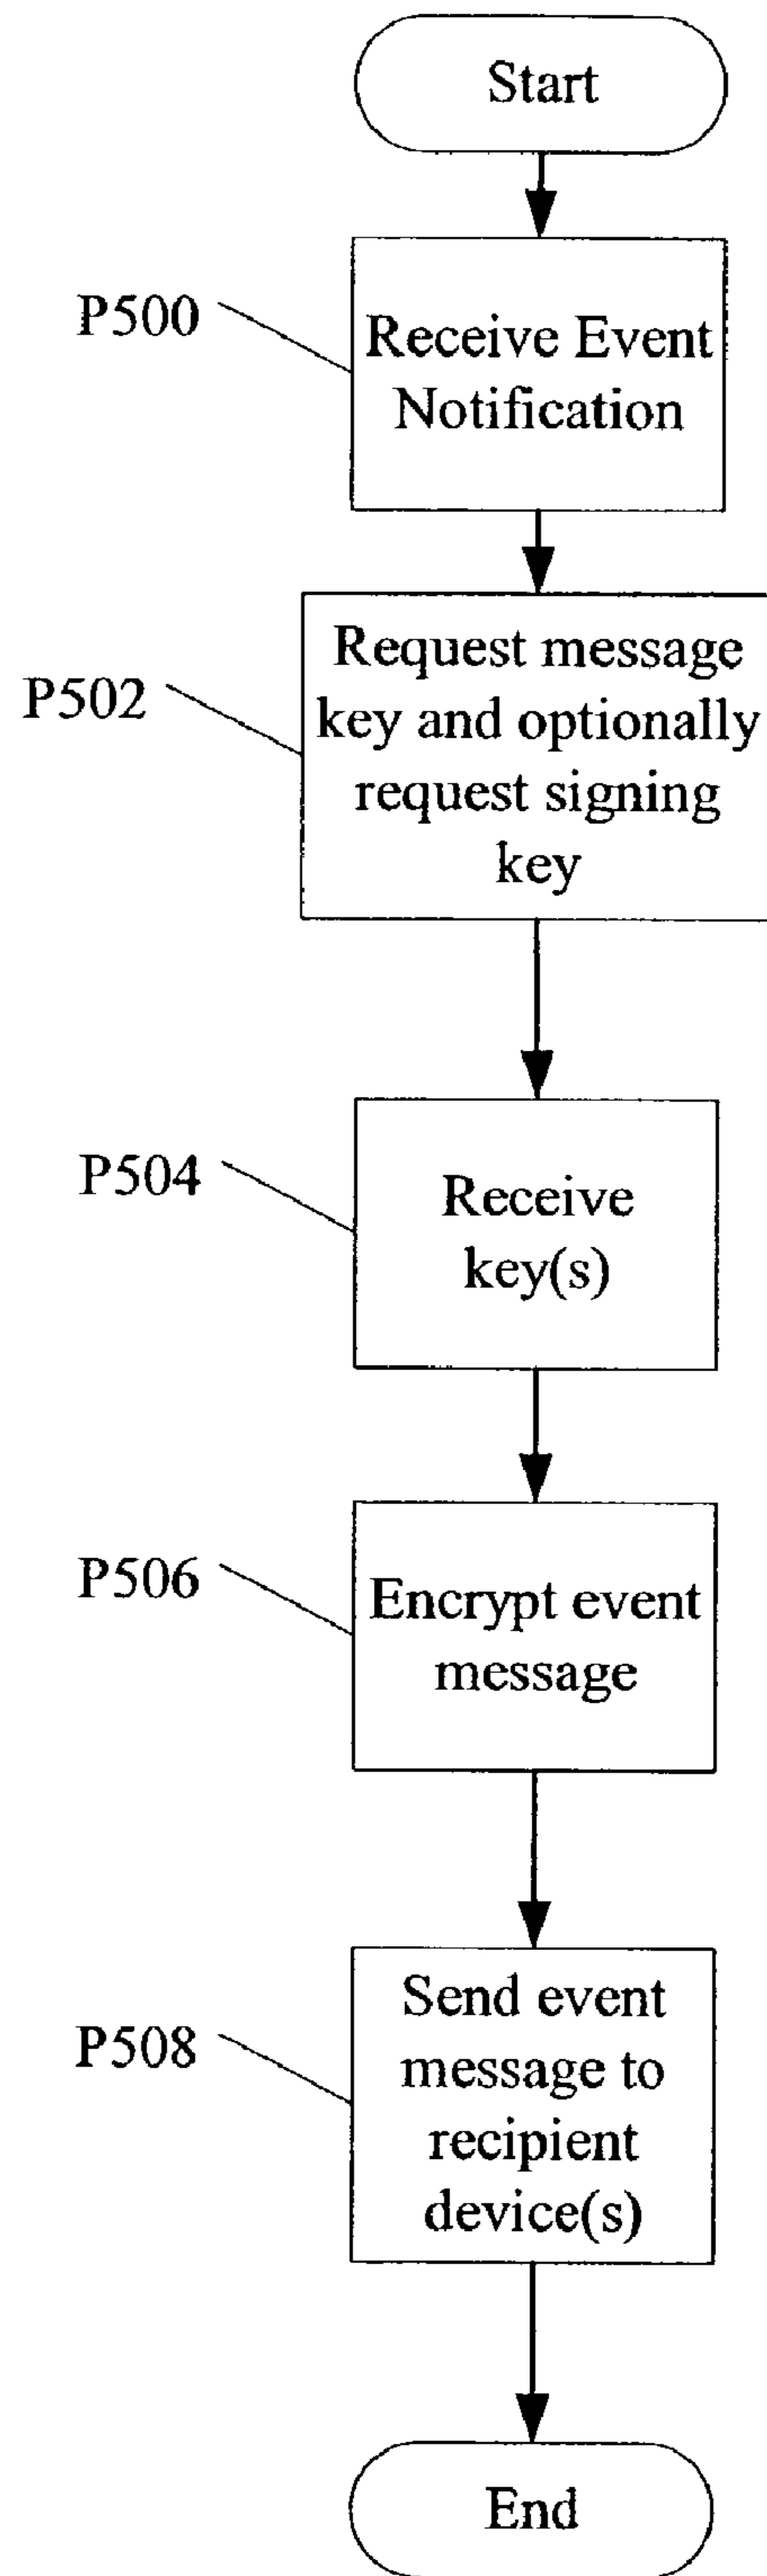 Start
P500
Receive Event
Notification
P502
Request message
key and optionally
request signing
key
P504
Receive
key(s)
P506
Encrypt event
message
P508
Send event
message to
recipient
device(s)
End